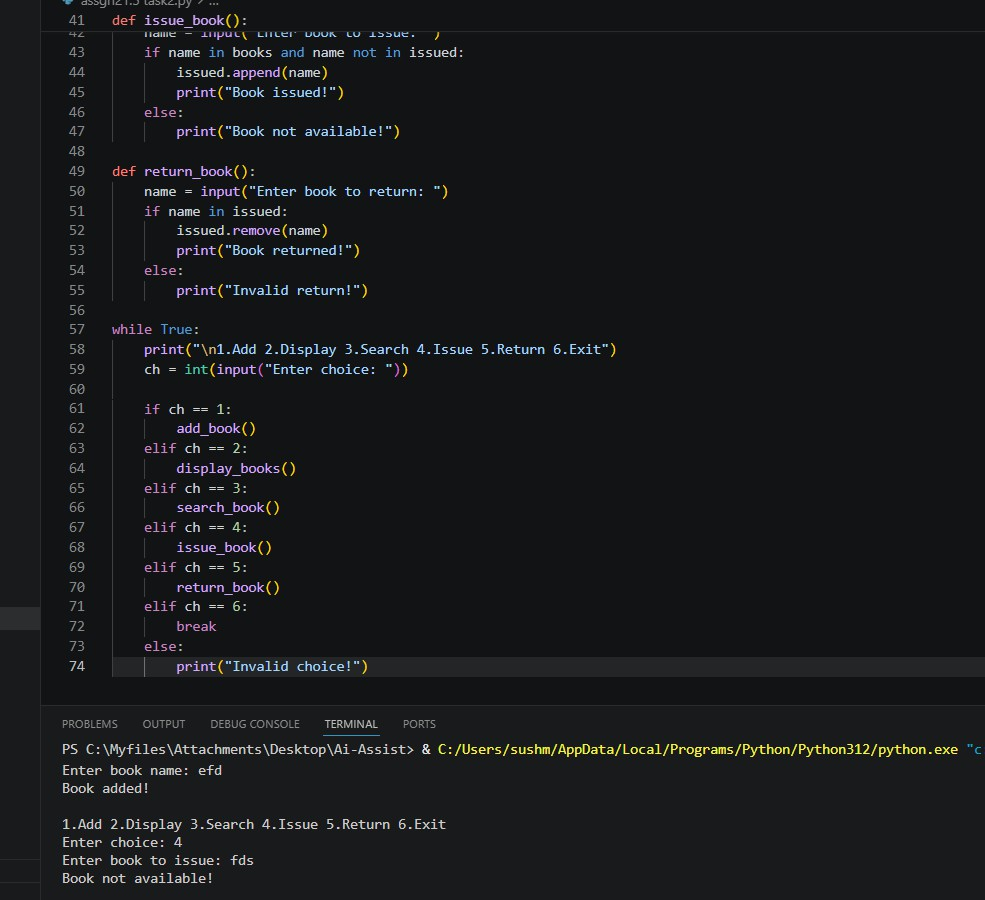 assgn21.5 task2.py > ...
41 def issue_book():
42 name = input("Enter book to issue: ")
43 if name in books and name not in issued:
44 issued.append(name)
45 print("Book issued!")
46 else:
47 print("Book not available!")
48
49 def return_book():
50 name = input("Enter book to return: ")
51 if name in issued:
52 issued.remove(name)
53 print("Book returned!")
54 else:
55 print("Invalid return!")
56
57 while True:
58 print("\n1.Add 2.Display 3.Search 4.Issue 5.Return 6.Exit")
59 ch = int(input("Enter choice: "))
60
61 if ch == 1:
62 add_book()
63 elif ch == 2:
64 display_books()
65 elif ch == 3:
66 search_book()
67 elif ch == 4:
68 issue_book()
69 elif ch == 5:
70 return_book()
71 elif ch == 6:
72 break
73 else:
74 print("Invalid choice!")
PROBLEMS OUTPUT DEBUG CONSOLE TERMINAL PORTS
PS C:\Myfiles\Attachments\Desktop\Ai-Assist> & C:/Users/sushm/AppData/Local/Programs/Python/Python312/python.exe "c
Enter book name: efd
Book added!

1.Add 2.Display 3.Search 4.Issue 5.Return 6.Exit
Enter choice: 4
Enter book to issue: fds
Book not available!